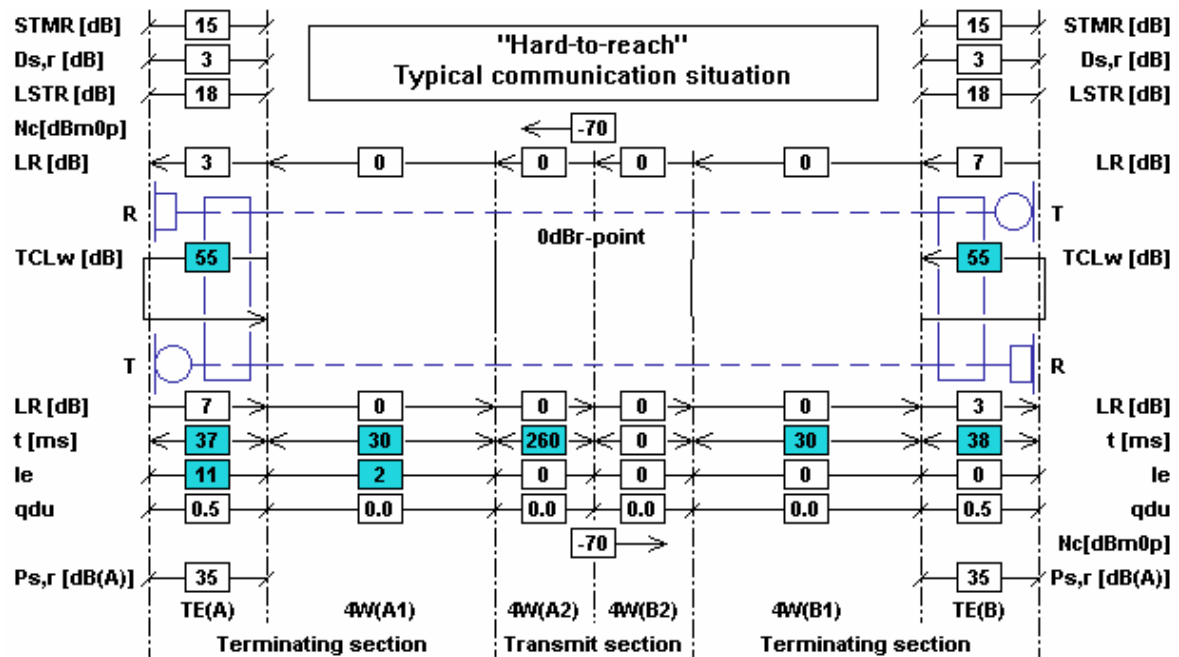 STMR [dB] 15 15 STMR [dB]
"Hard-to-reach"
Typical communication situation
Ds,r [dB] 3 3 Ds,r [dB]
LSTR [dB] 18 18 LSTR [dB]
Nc[dBm0p] -70
LR [dB] 3 0 0 0 0 7 LR [dB]
R T
0dBr-point
TCLw [dB] 55 55 TCLw [dB]
T R
LR [dB] 7 0 0 0 0 3 LR [dB]
t [ms] 37 30 260 0 30 38 t [ms]
Ie 11 2 0 0 0 0 Ie
qdu 0.5 0.0 0.0 0.0 0.0 0.5 qdu
-70 Nc[dBm0p]
Ps,r [dB(A)] 35 35 Ps,r [dB(A)]
TE(A) 4W(A1) 4W(A2) 4W(B2) 4W(B1) TE(B)
Terminating section Transmit section Terminating section